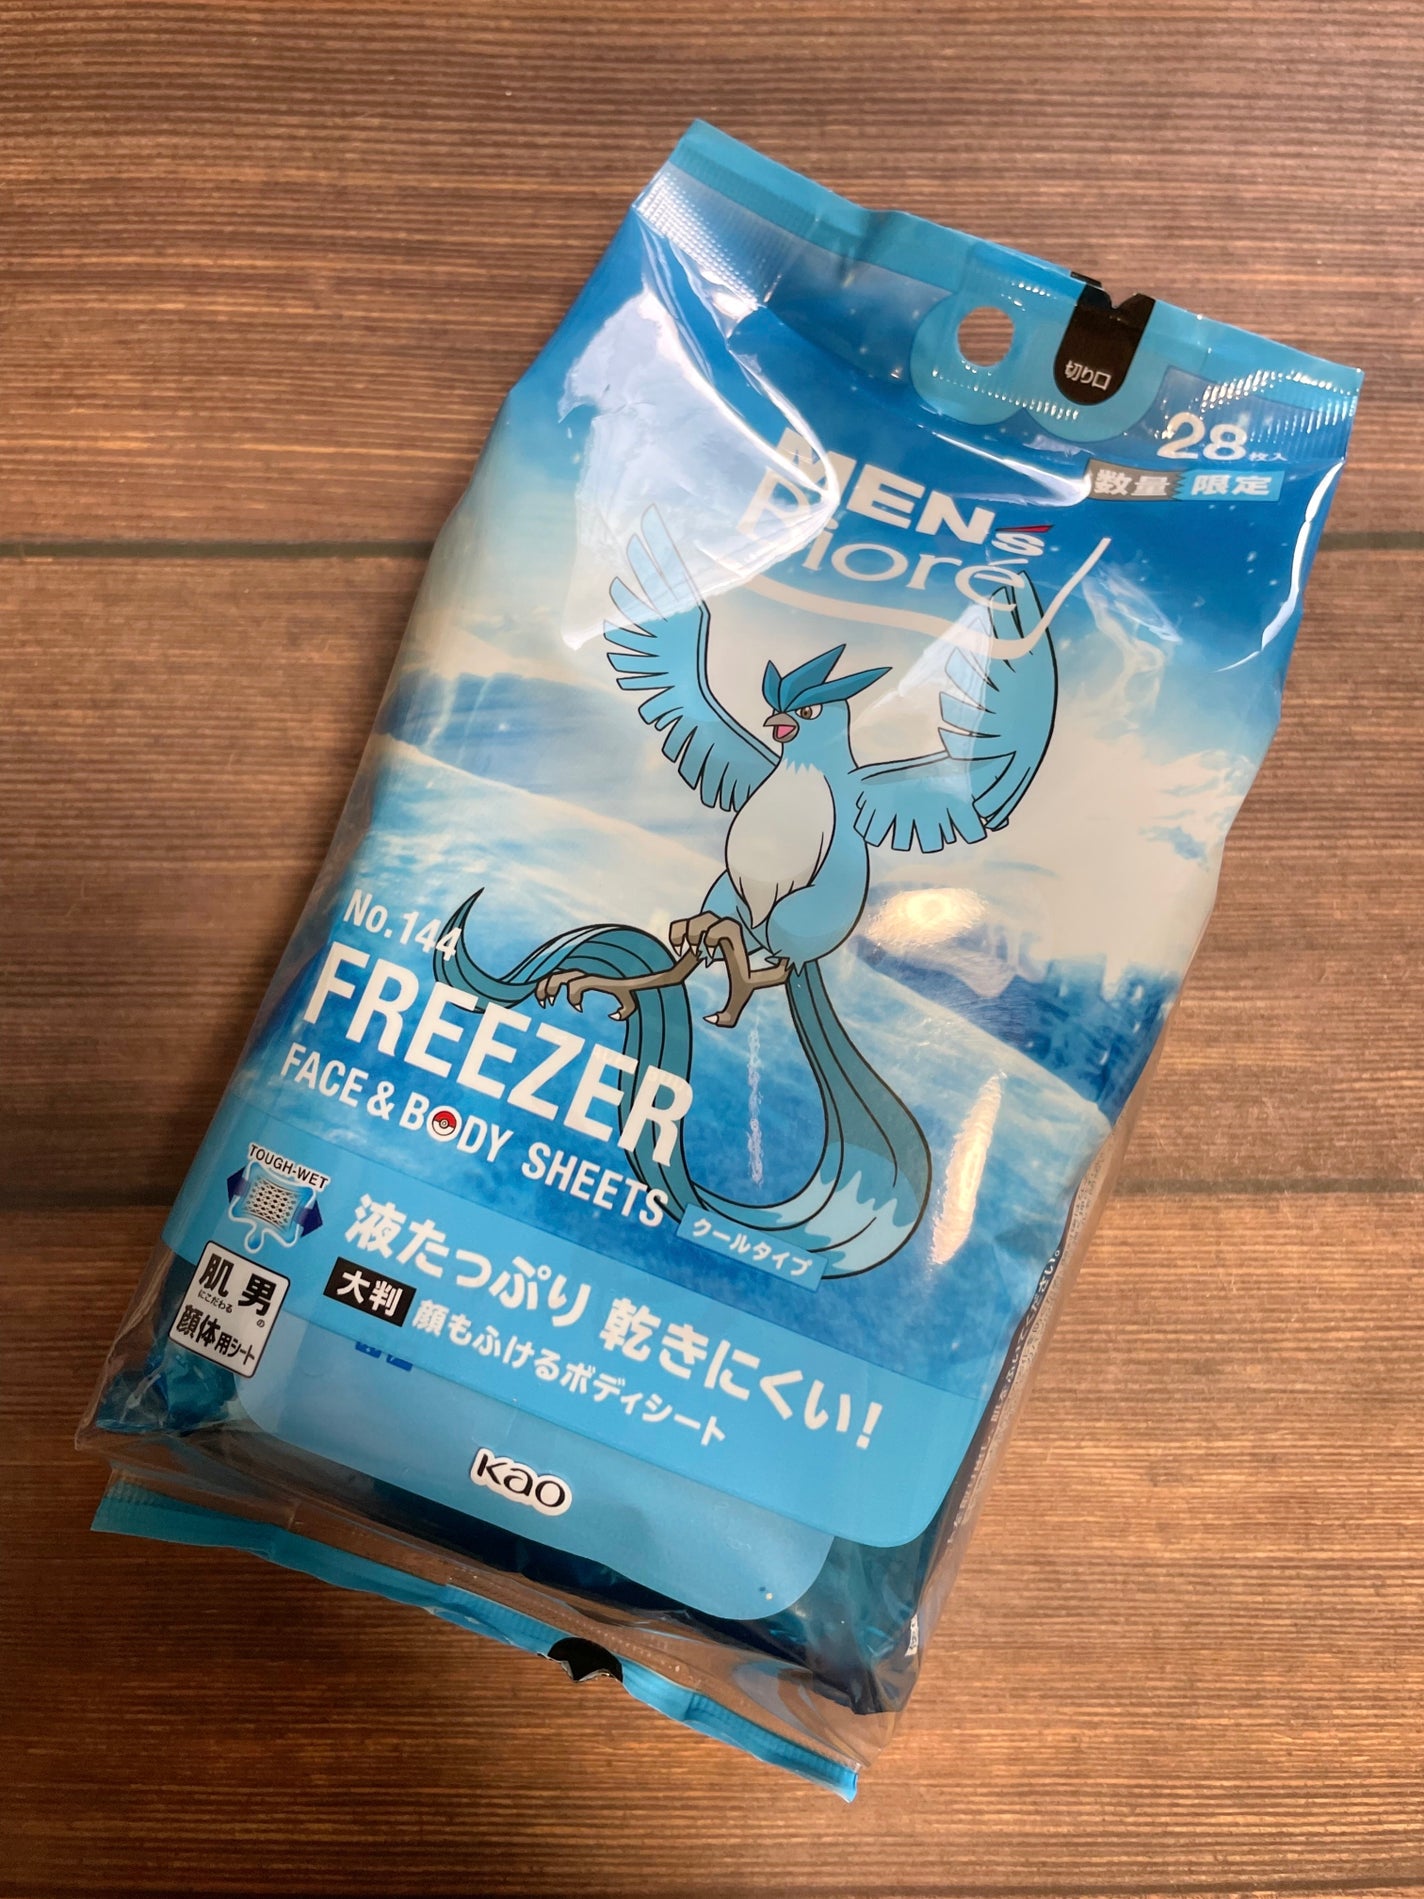 切り口
28枚入
数量 限定
MEN's
Bioré
No.144
FREEZER
FACE & BODY SHEETS
クールタイプ
TOUGH-WET
液たっぷり 乾きにくい!
大判 顔もふけるボディシート
肌にこだわる男の
顔体用シート
Kao